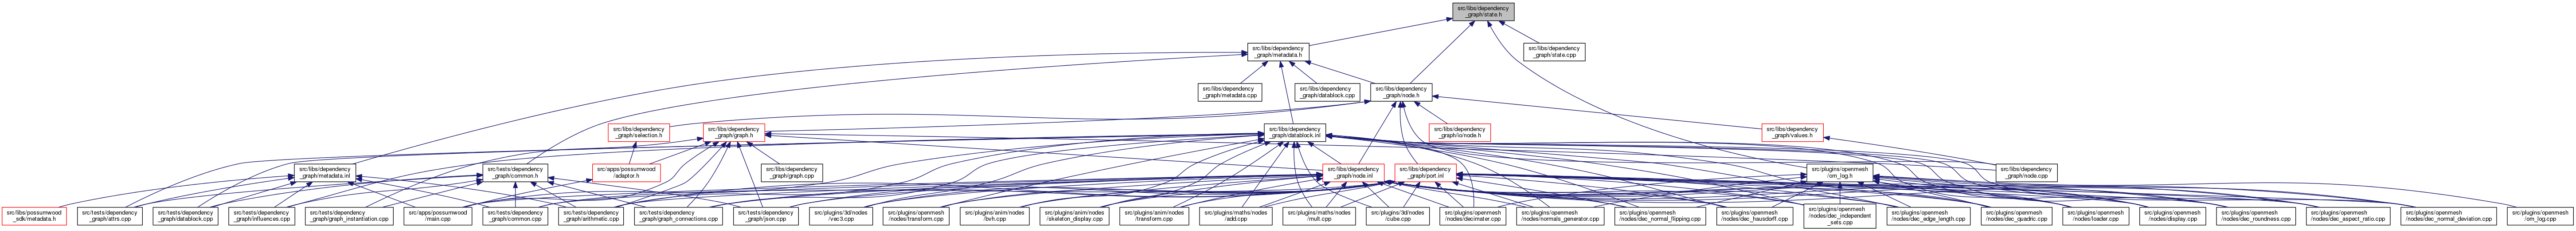 src/libs/dependency
_graph/state.h
src/libs/dependency
_graph/metadata.h
src/libs/dependency
_graph/state.cpp
src/libs/dependency
_graph/metadata.cpp
src/libs/dependency
_graph/datablock.cpp
src/libs/dependency
_graph/node.h
src/libs/dependency
_graph/selection.h
src/libs/dependency
_graph/graph.h
src/libs/dependency
_graph/datablock.inl
src/libs/dependency
_graph/io/node.h
src/libs/dependency
_graph/values.h
src/libs/dependency
_graph/metadata.inl
src/tests/dependency
_graph/common.h
src/apps/possumwood
/adaptor.h
src/libs/dependency
_graph/graph.cpp
src/libs/dependency
_graph/node.inl
src/libs/dependency
_graph/port.inl
src/plugins/openmesh
/om_log.h
src/libs/dependency
_graph/node.cpp
src/libs/possumwood
_sdk/metadata.h
src/tests/dependency
_graph/attrs.cpp
src/tests/dependency
_graph/datablock.cpp
src/tests/dependency
_graph/influences.cpp
src/tests/dependency
_graph/graph_instantiation.cpp
src/apps/possumwood
/main.cpp
src/tests/dependency
_graph/common.cpp
src/tests/dependency
_graph/arithmetic.cpp
src/tests/dependency
_graph/graph_connections.cpp
src/tests/dependency
_graph/json.cpp
src/plugins/3d/nodes
/vec3.cpp
src/plugins/openmesh
/nodes/transform.cpp
src/plugins/anim/nodes
/bvh.cpp
src/plugins/anim/nodes
/skeleton_display.cpp
src/plugins/anim/nodes
/transform.cpp
src/plugins/maths/nodes
/add.cpp
src/plugins/maths/nodes
/mult.cpp
src/plugins/3d/nodes
/cube.cpp
src/plugins/openmesh
/nodes/decimater.cpp
src/plugins/openmesh
/nodes/normals_generator.cpp
src/plugins/openmesh
/nodes/dec_normal_flipping.cpp
src/plugins/openmesh
/nodes/dec_hausdorff.cpp
src/plugins/openmesh
/nodes/dec_independent
_sets.cpp
src/plugins/openmesh
/nodes/dec_edge_length.cpp
src/plugins/openmesh
/nodes/dec_quadric.cpp
src/plugins/openmesh
/nodes/loader.cpp
src/plugins/openmesh
/nodes/display.cpp
src/plugins/openmesh
/nodes/dec_roundness.cpp
src/plugins/openmesh
/nodes/dec_aspect_ratio.cpp
src/plugins/openmesh
/nodes/dec_normal_deviation.cpp
src/plugins/openmesh
/om_log.cpp